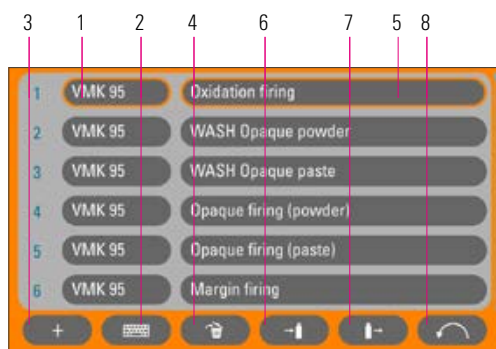 3 1 2 4 6 7 5 8
1 VMK 95 Oxidation firing
2 VMK 95 WASH Opaque powder
3 VMK 95 WASH Opaque paste
4 VMK 95 Opaque firing (powder)
5 VMK 95 Opaque firing (paste)
6 VMK 95 Margin firing
+